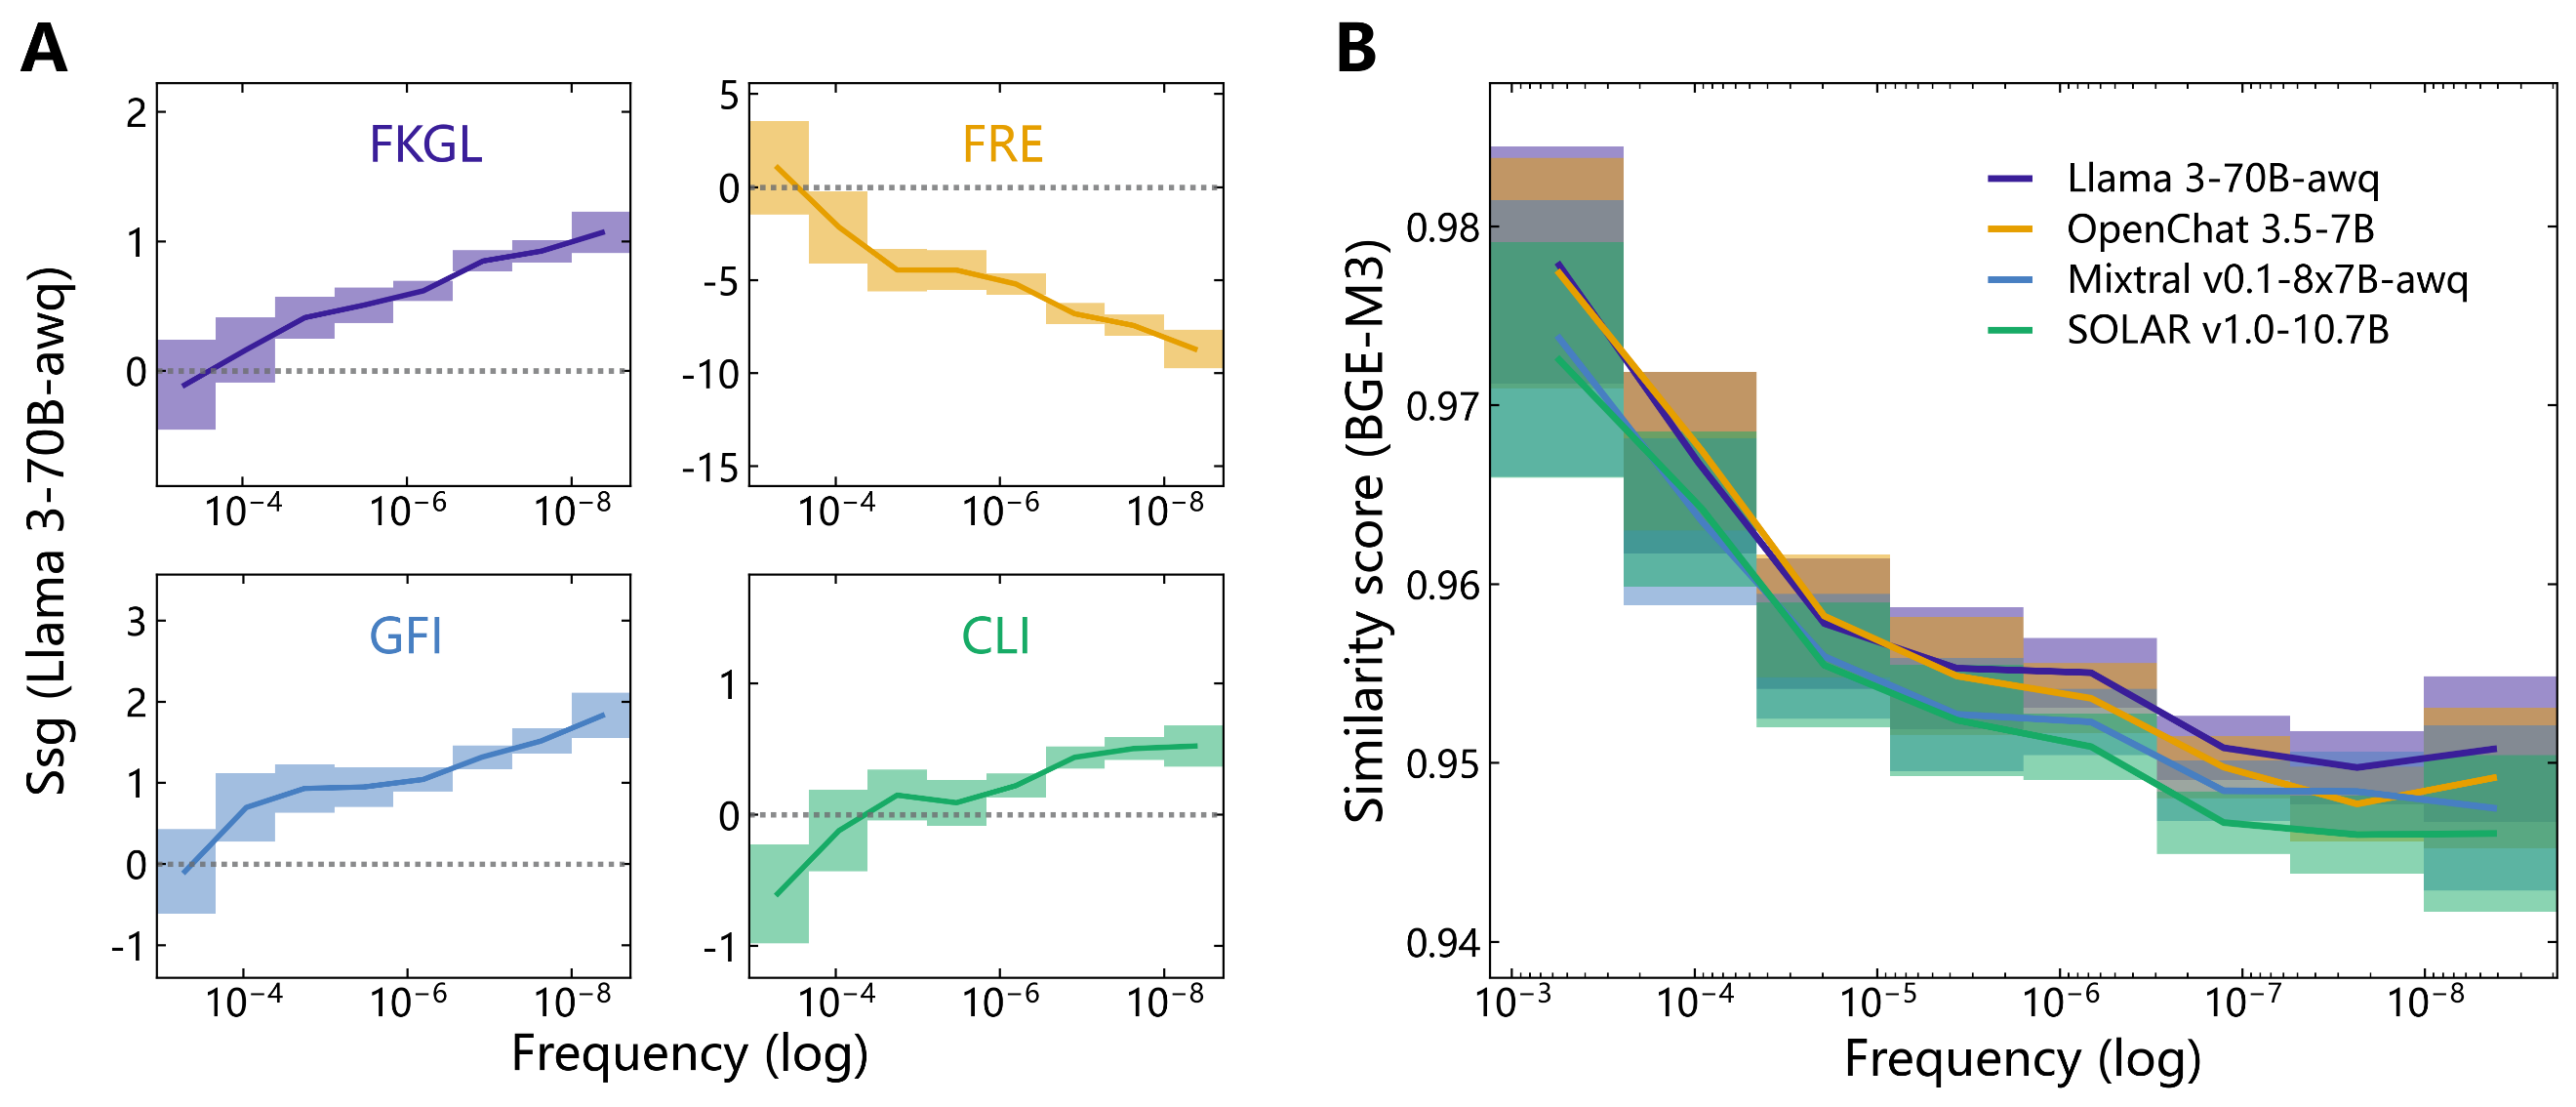 A
B
Ssg (Llama 3-70B-awq)
FKGL
2
1
0
10⁻⁴
10⁻⁶
10⁻⁸
FRE
5
0
-5
-10
-15
10⁻⁴
10⁻⁶
10⁻⁸
GFI
3
2
1
0
-1
10⁻⁴
10⁻⁶
10⁻⁸
CLI
1
0
-1
10⁻⁴
10⁻⁶
10⁻⁸
Frequency (log)
Similarity score (BGE-M3)
0.98
0.97
0.96
0.95
0.94
Llama 3-70B-awq
OpenChat 3.5-7B
Mixtral v0.1-8x7B-awq
SOLAR v1.0-10.7B
10⁻³
10⁻⁴
10⁻⁵
10⁻⁶
10⁻⁷
10⁻⁸
Frequency (log)